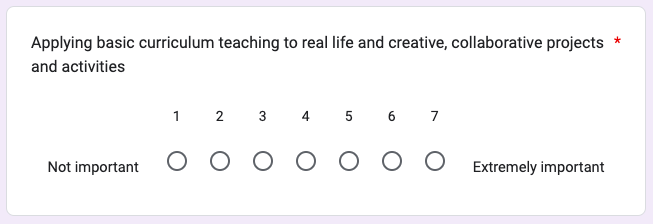 Applying basic curriculum teaching to real life and creative, collaborative projects *
and activities
1 2 3 4 5 6 7
Not important Extremely important